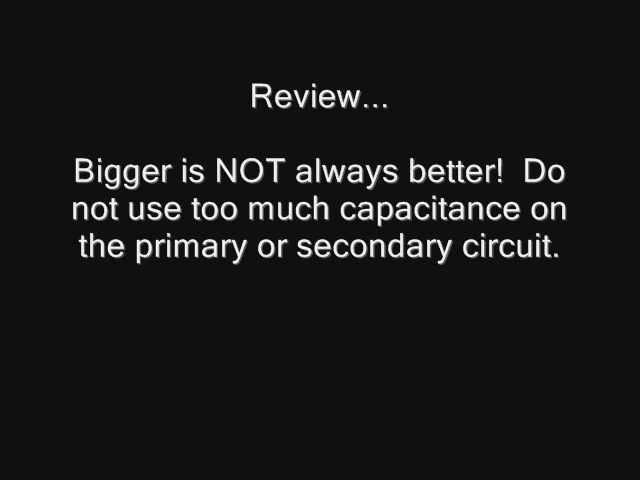 Review...
Bigger is NOT always better!  Do
not use too much capacitance on
the primary or secondary circuit.